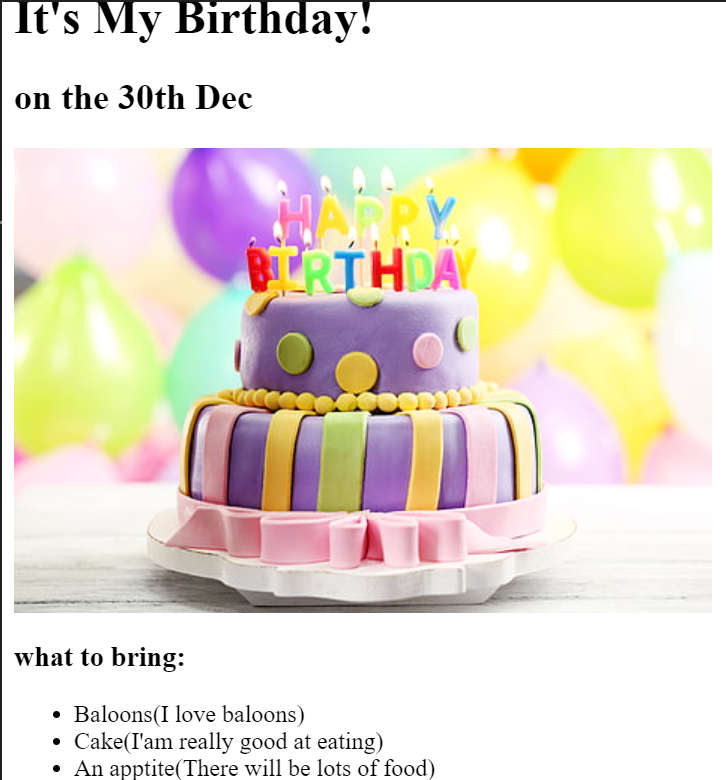 It's My Birthday!
on the 30th Dec
HAPPY
BIRTHDAY
what to bring:
Baloons(I love baloons)
Cake(I'am really good at eating)
An apptite(There will be lots of food)